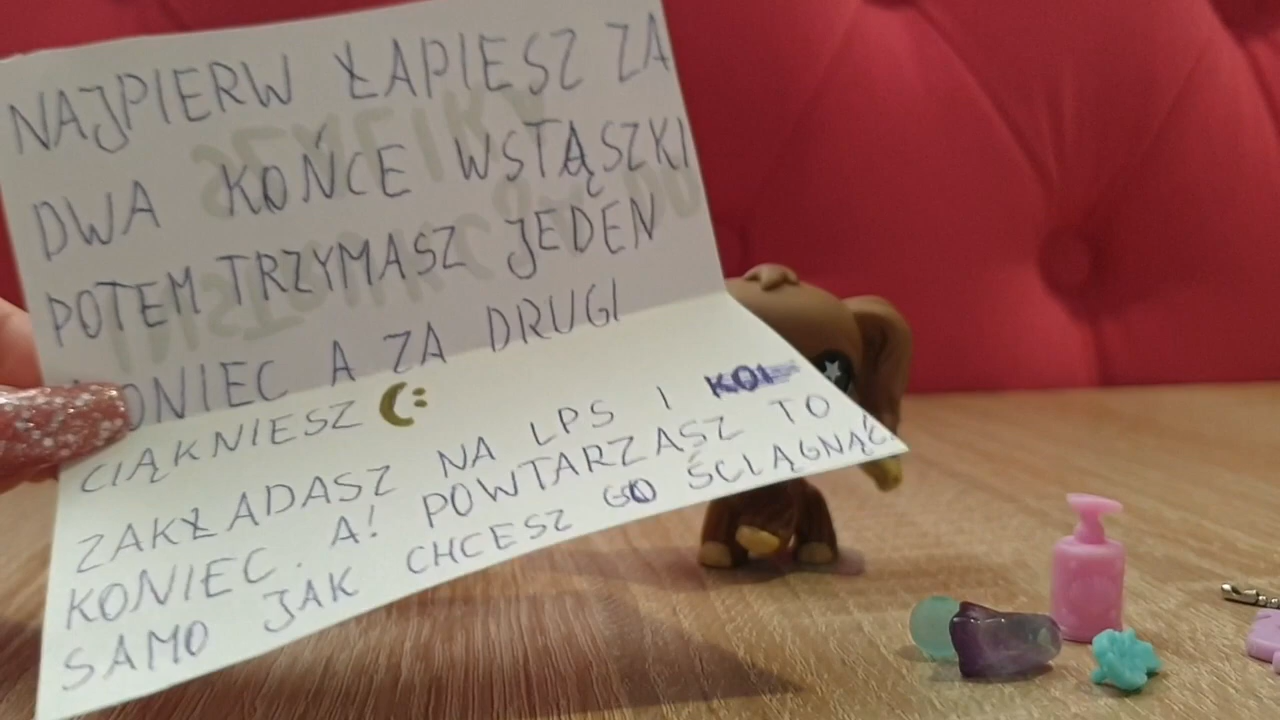 NAJPIERW ŁAPIESZ ZA
DWA KOŃCE WSTĄSZKI
POTEM TRZYMASZ JEDEN
KONIEC A ZA DRUGI
CIĄKNIESZ (:
ZAKŁADASZ NA LPS I
KONIEC. A! POWTARZASZ TO
SAMO JAK CHCESZ GO ŚCIĄGNĄĆ.